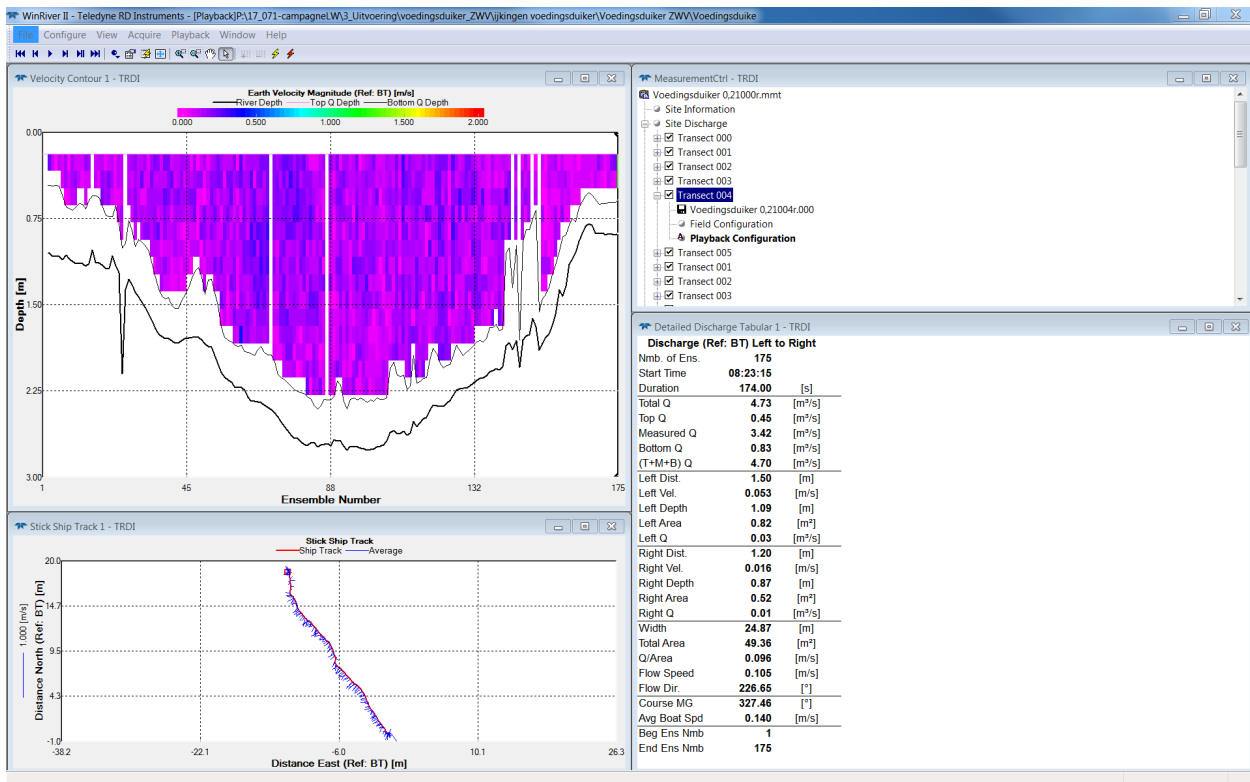 WinRiver II - Teledyne RD Instruments - [Playback]P:\17_071-campagneLW\3_Uitvoering\voedingsduiker_ZWV\ijkingen voedingsduiker\Voedingsduiker ZWV\Voedingsduike
File Configure View Acquire Playback Window Help
Velocity Contour 1 - TRDI
Earth Velocity Magnitude (Ref: BT) [m/s]
River Depth Top Q Depth Bottom Q Depth
0.000 0.500 1.000 1.500 2.000
0.00
0.75
1.50
2.25
3.00
Depth [m]
1 45 88 132 175
Ensemble Number
Stick Ship Track 1 - TRDI
Stick Ship Track
Ship Track Average
20.0
14.7
9.5
4.3
-1.0
1.000 [m/s]
Distance North (Ref: BT) [m]
-38.2 -22.1 -6.0 10.1 26.3
Distance East (Ref: BT) [m]
MeasurementCtrl - TRDI
Voedingsduiker 0,21000r.mmt
Site Information
Site Discharge
Transect 000
Transect 001
Transect 002
Transect 003
Transect 004
Voedingsduiker 0,21004r.000
Field Configuration
Playback Configuration
Transect 005
Transect 001
Transect 002
Transect 003
Detailed Discharge Tabular 1 - TRDI
Discharge (Ref: BT) Left to Right
Nmb. of Ens. 175
Start Time 08:23:15
Duration 174.00 [s]
Total Q 4.73 [m³/s]
Top Q 0.45 [m³/s]
Measured Q 3.42 [m³/s]
Bottom Q 0.83 [m³/s]
(T+M+B) Q 4.70 [m³/s]
Left Dist. 1.50 [m]
Left Vel. 0.053 [m/s]
Left Depth 1.09 [m]
Left Area 0.82 [m²]
Left Q 0.03 [m³/s]
Right Dist. 1.20 [m]
Right Vel. 0.016 [m/s]
Right Depth 0.87 [m]
Right Area 0.52 [m²]
Right Q 0.01 [m³/s]
Width 24.87 [m]
Total Area 49.36 [m²]
Q/Area 0.096 [m/s]
Flow Speed 0.105 [m/s]
Flow Dir. 226.65 [°]
Course MG 327.46 [°]
Avg Boat Spd 0.140 [m/s]
Beg Ens Nmb 1
End Ens Nmb 175